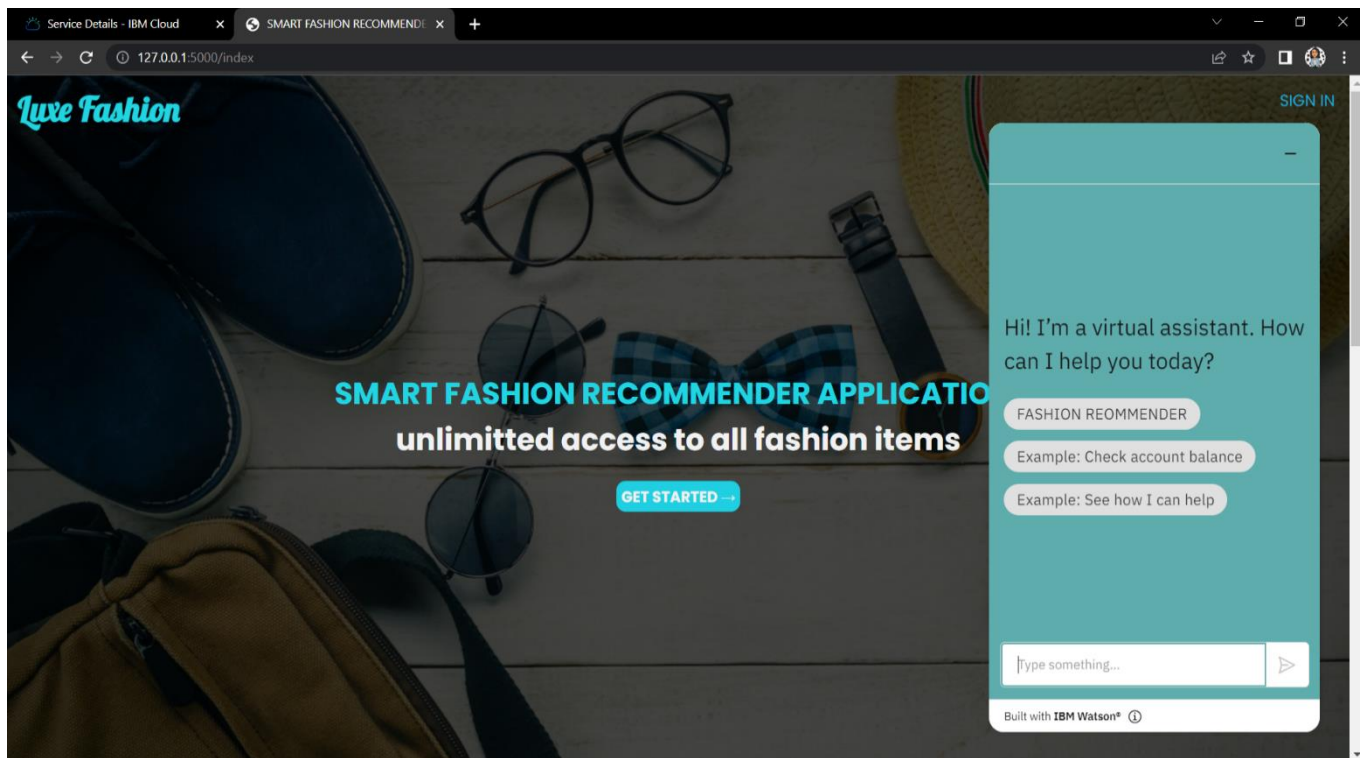 Service Details - IBM Cloud
SMART FASHION RECOMMENDE
127.0.0.1:5000/index
Luxe Fashion
SIGN IN
SMART FASHION RECOMMENDER APPLICATIO
unlimitted access to all fashion items
GET STARTED→
Hi! I'm a virtual assistant. How
can I help you today?
FASHION REOMMENDER
Example: Check account balance
Example: See how I can help
Type something...
Built with IBM Watson®